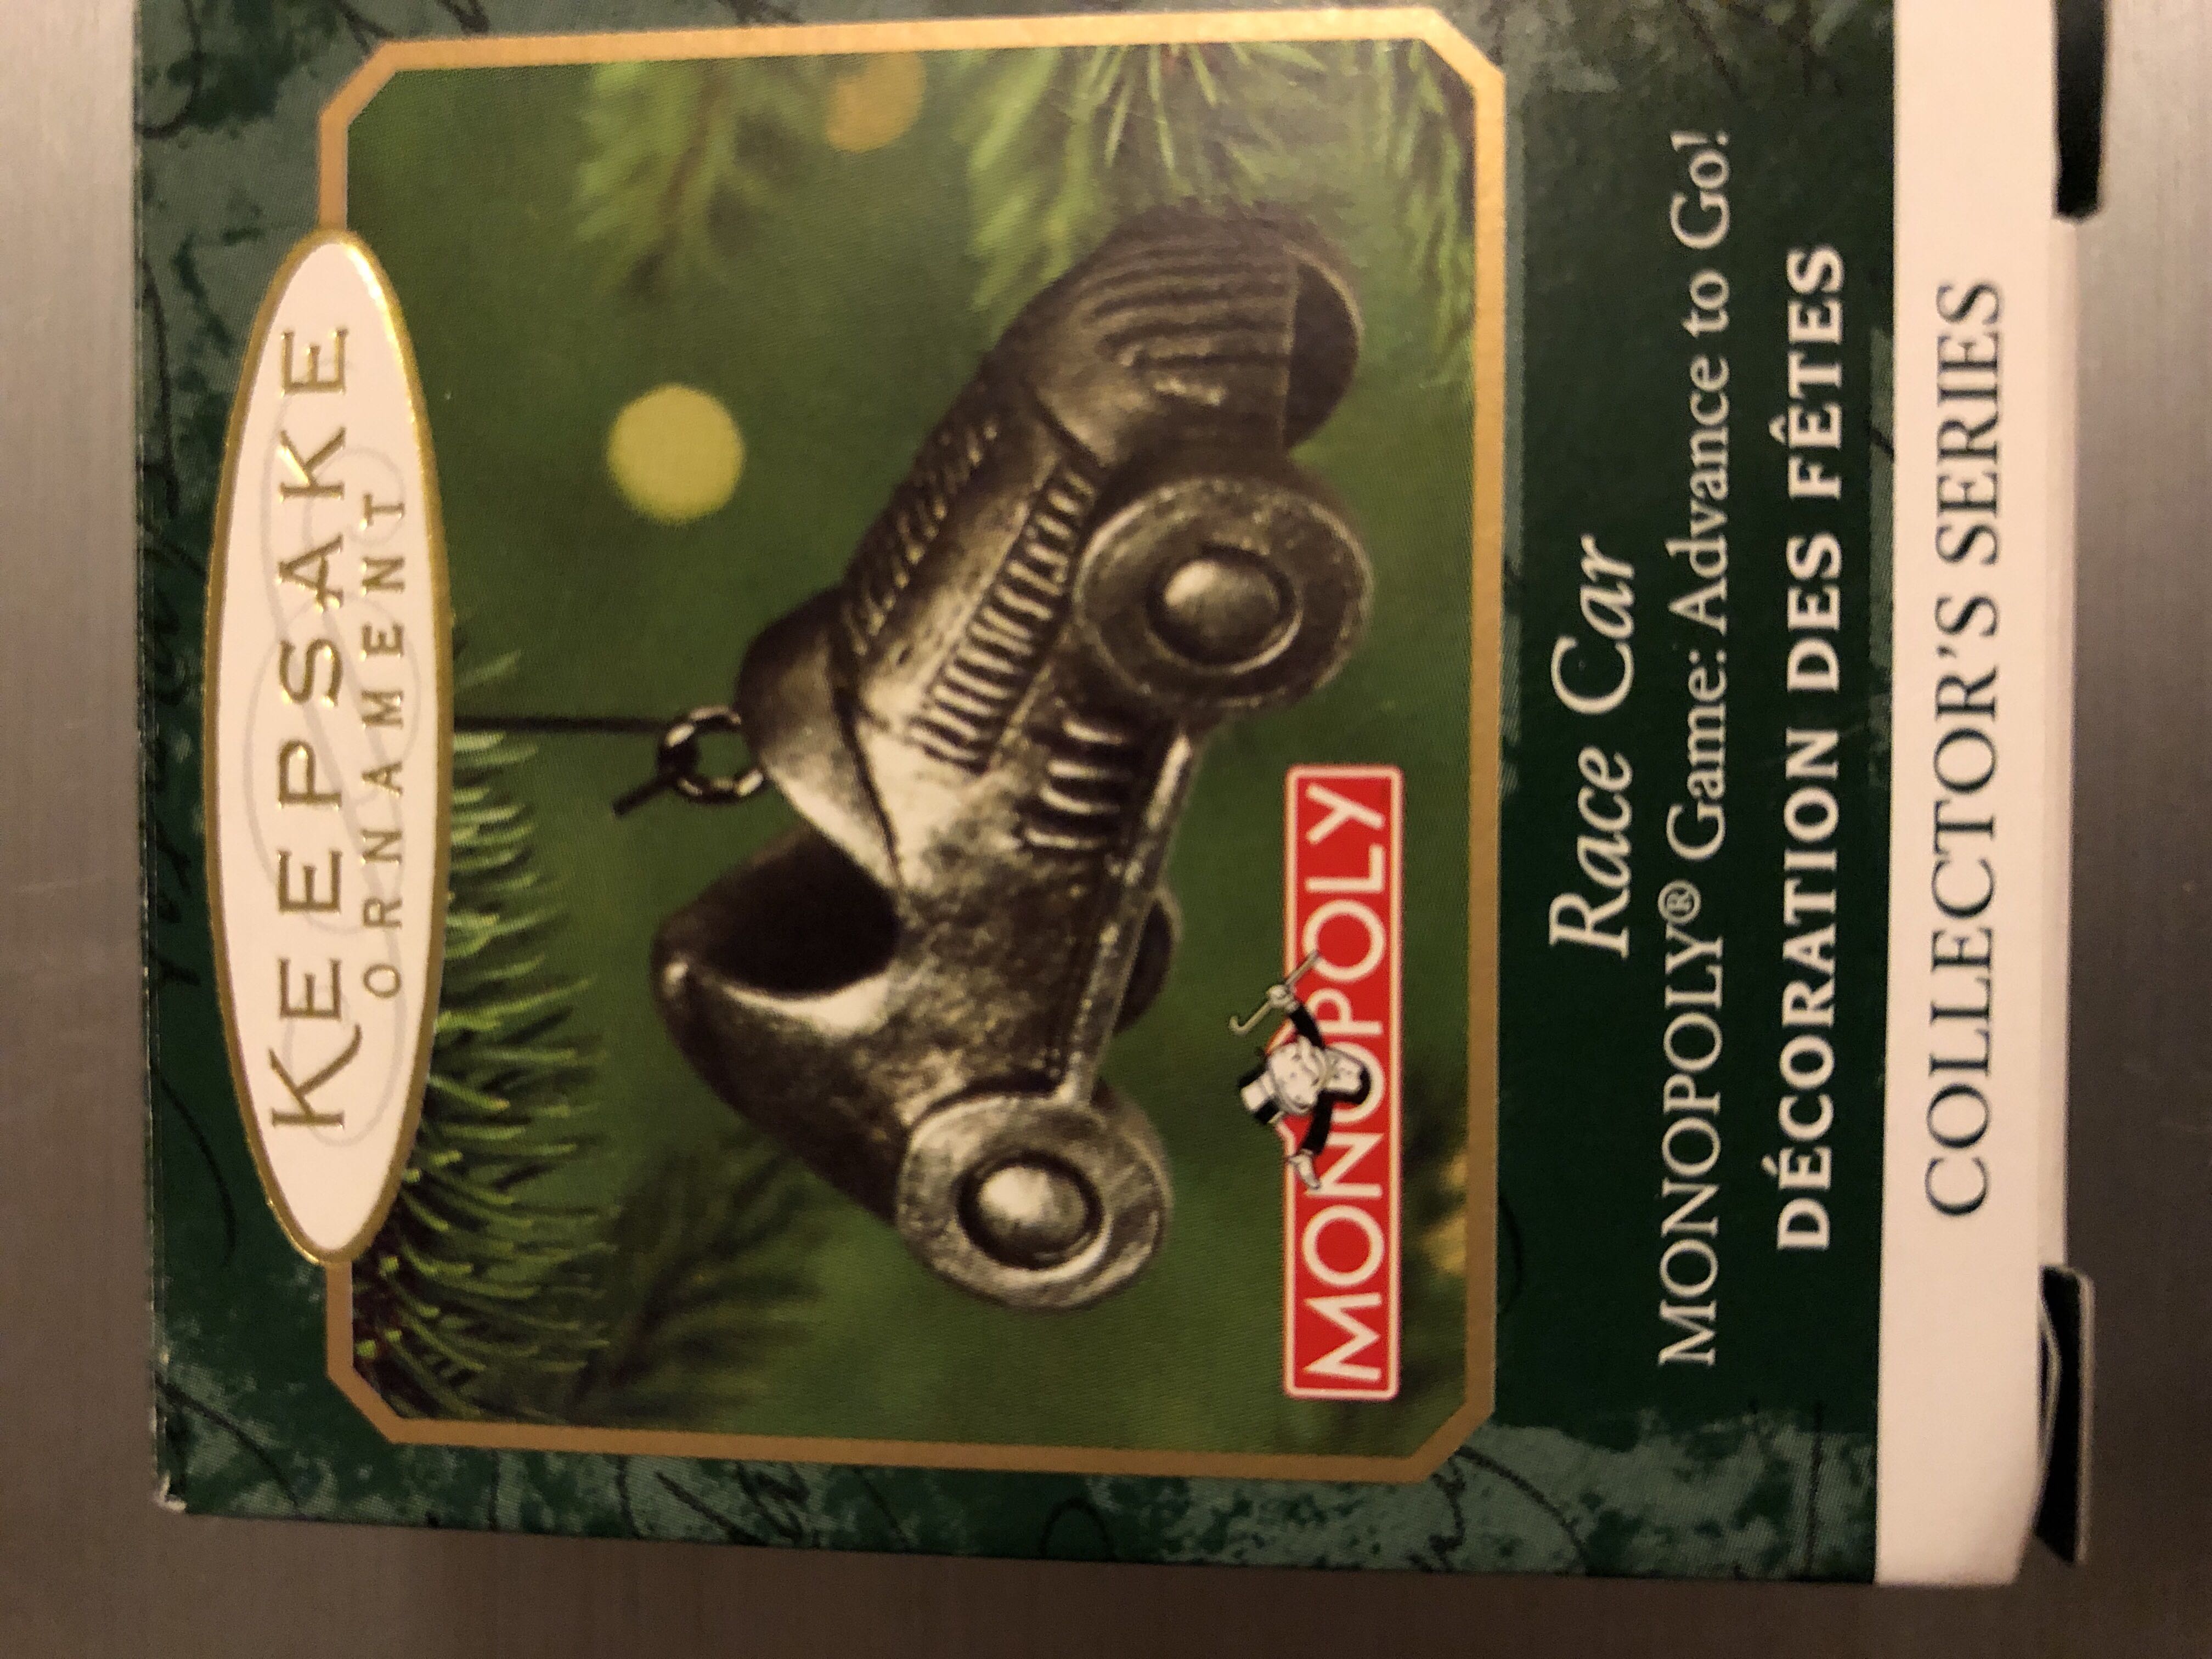 KEEPSAKE
ORNAMENT
MONOPOLY
Race Car
MONOPOLY® Game: Advance to Go!
DÉCORATION DES FÊTES
COLLECTOR'S SERIES